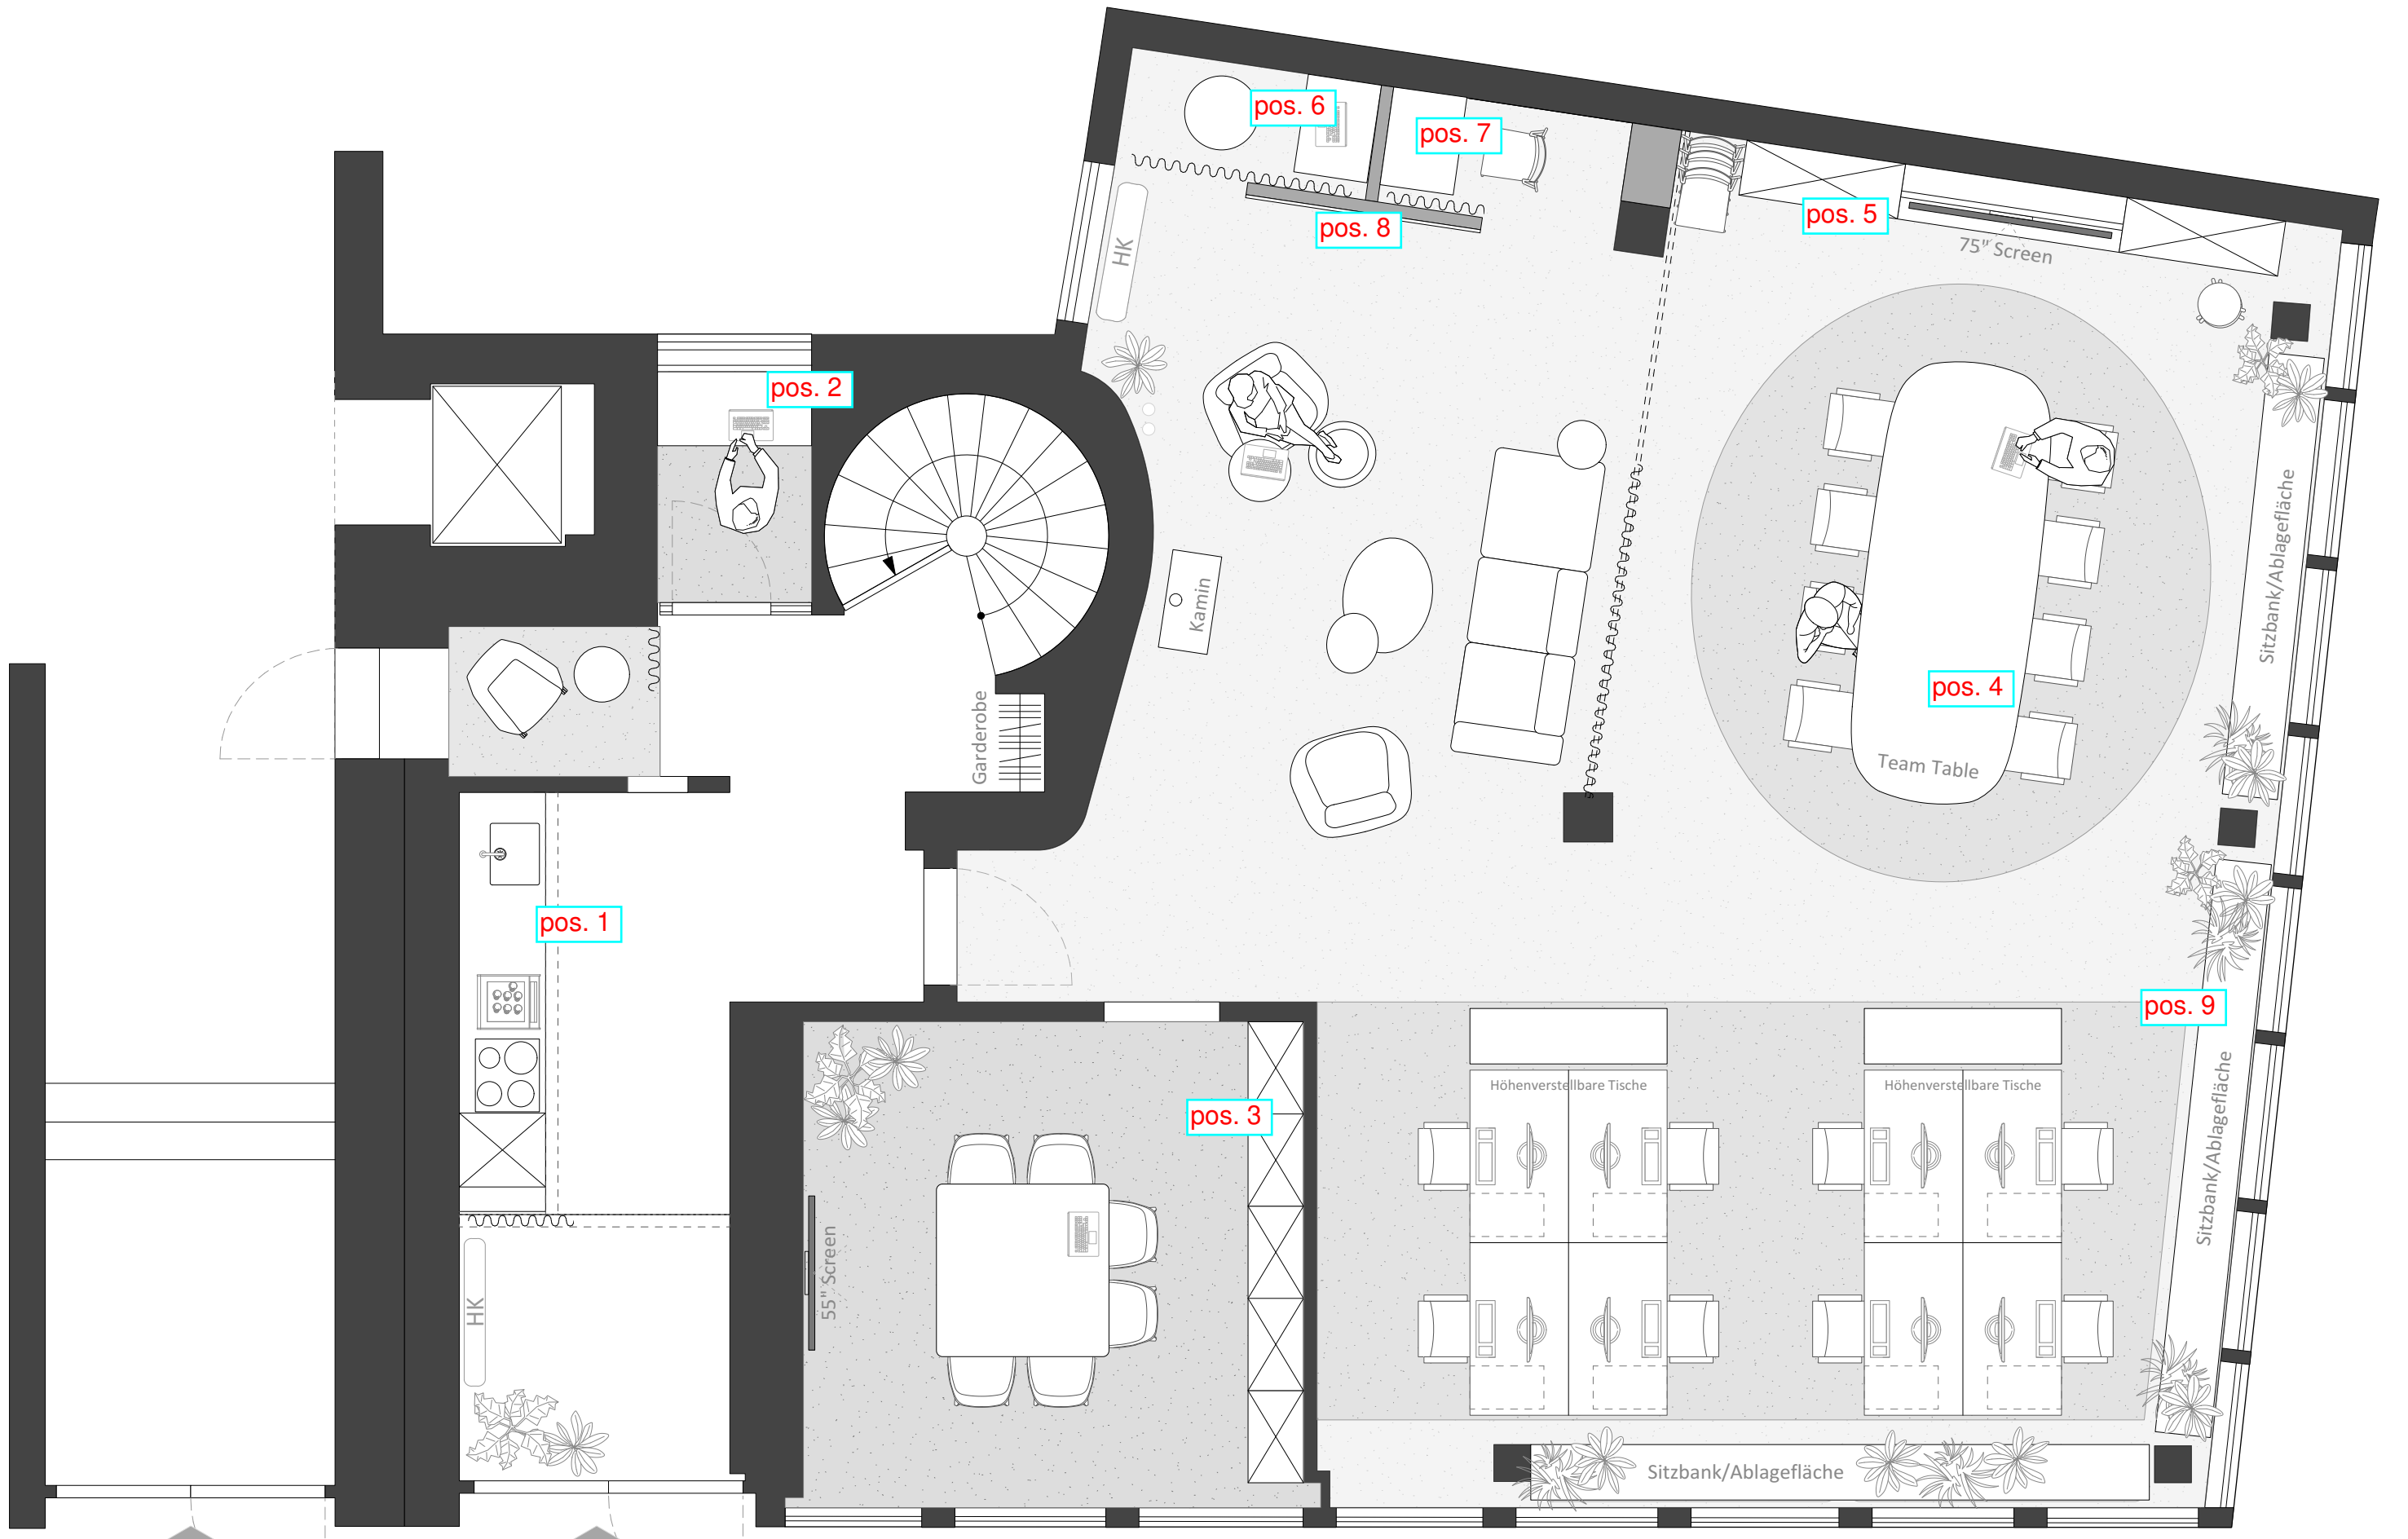 pos. 6
pos. 7
pos. 8
pos. 5
75" Screen
HK
pos. 2
Sitzbank/Ablagefläche
Kamin
pos. 4
Team Table
Garderobe
pos. 1
pos. 9
pos. 3
Höhenverstellbare Tische
Höhenverstellbare Tische
Sitzbank/Ablagefläche
55" Screen
HK
Sitzbank/Ablagefläche